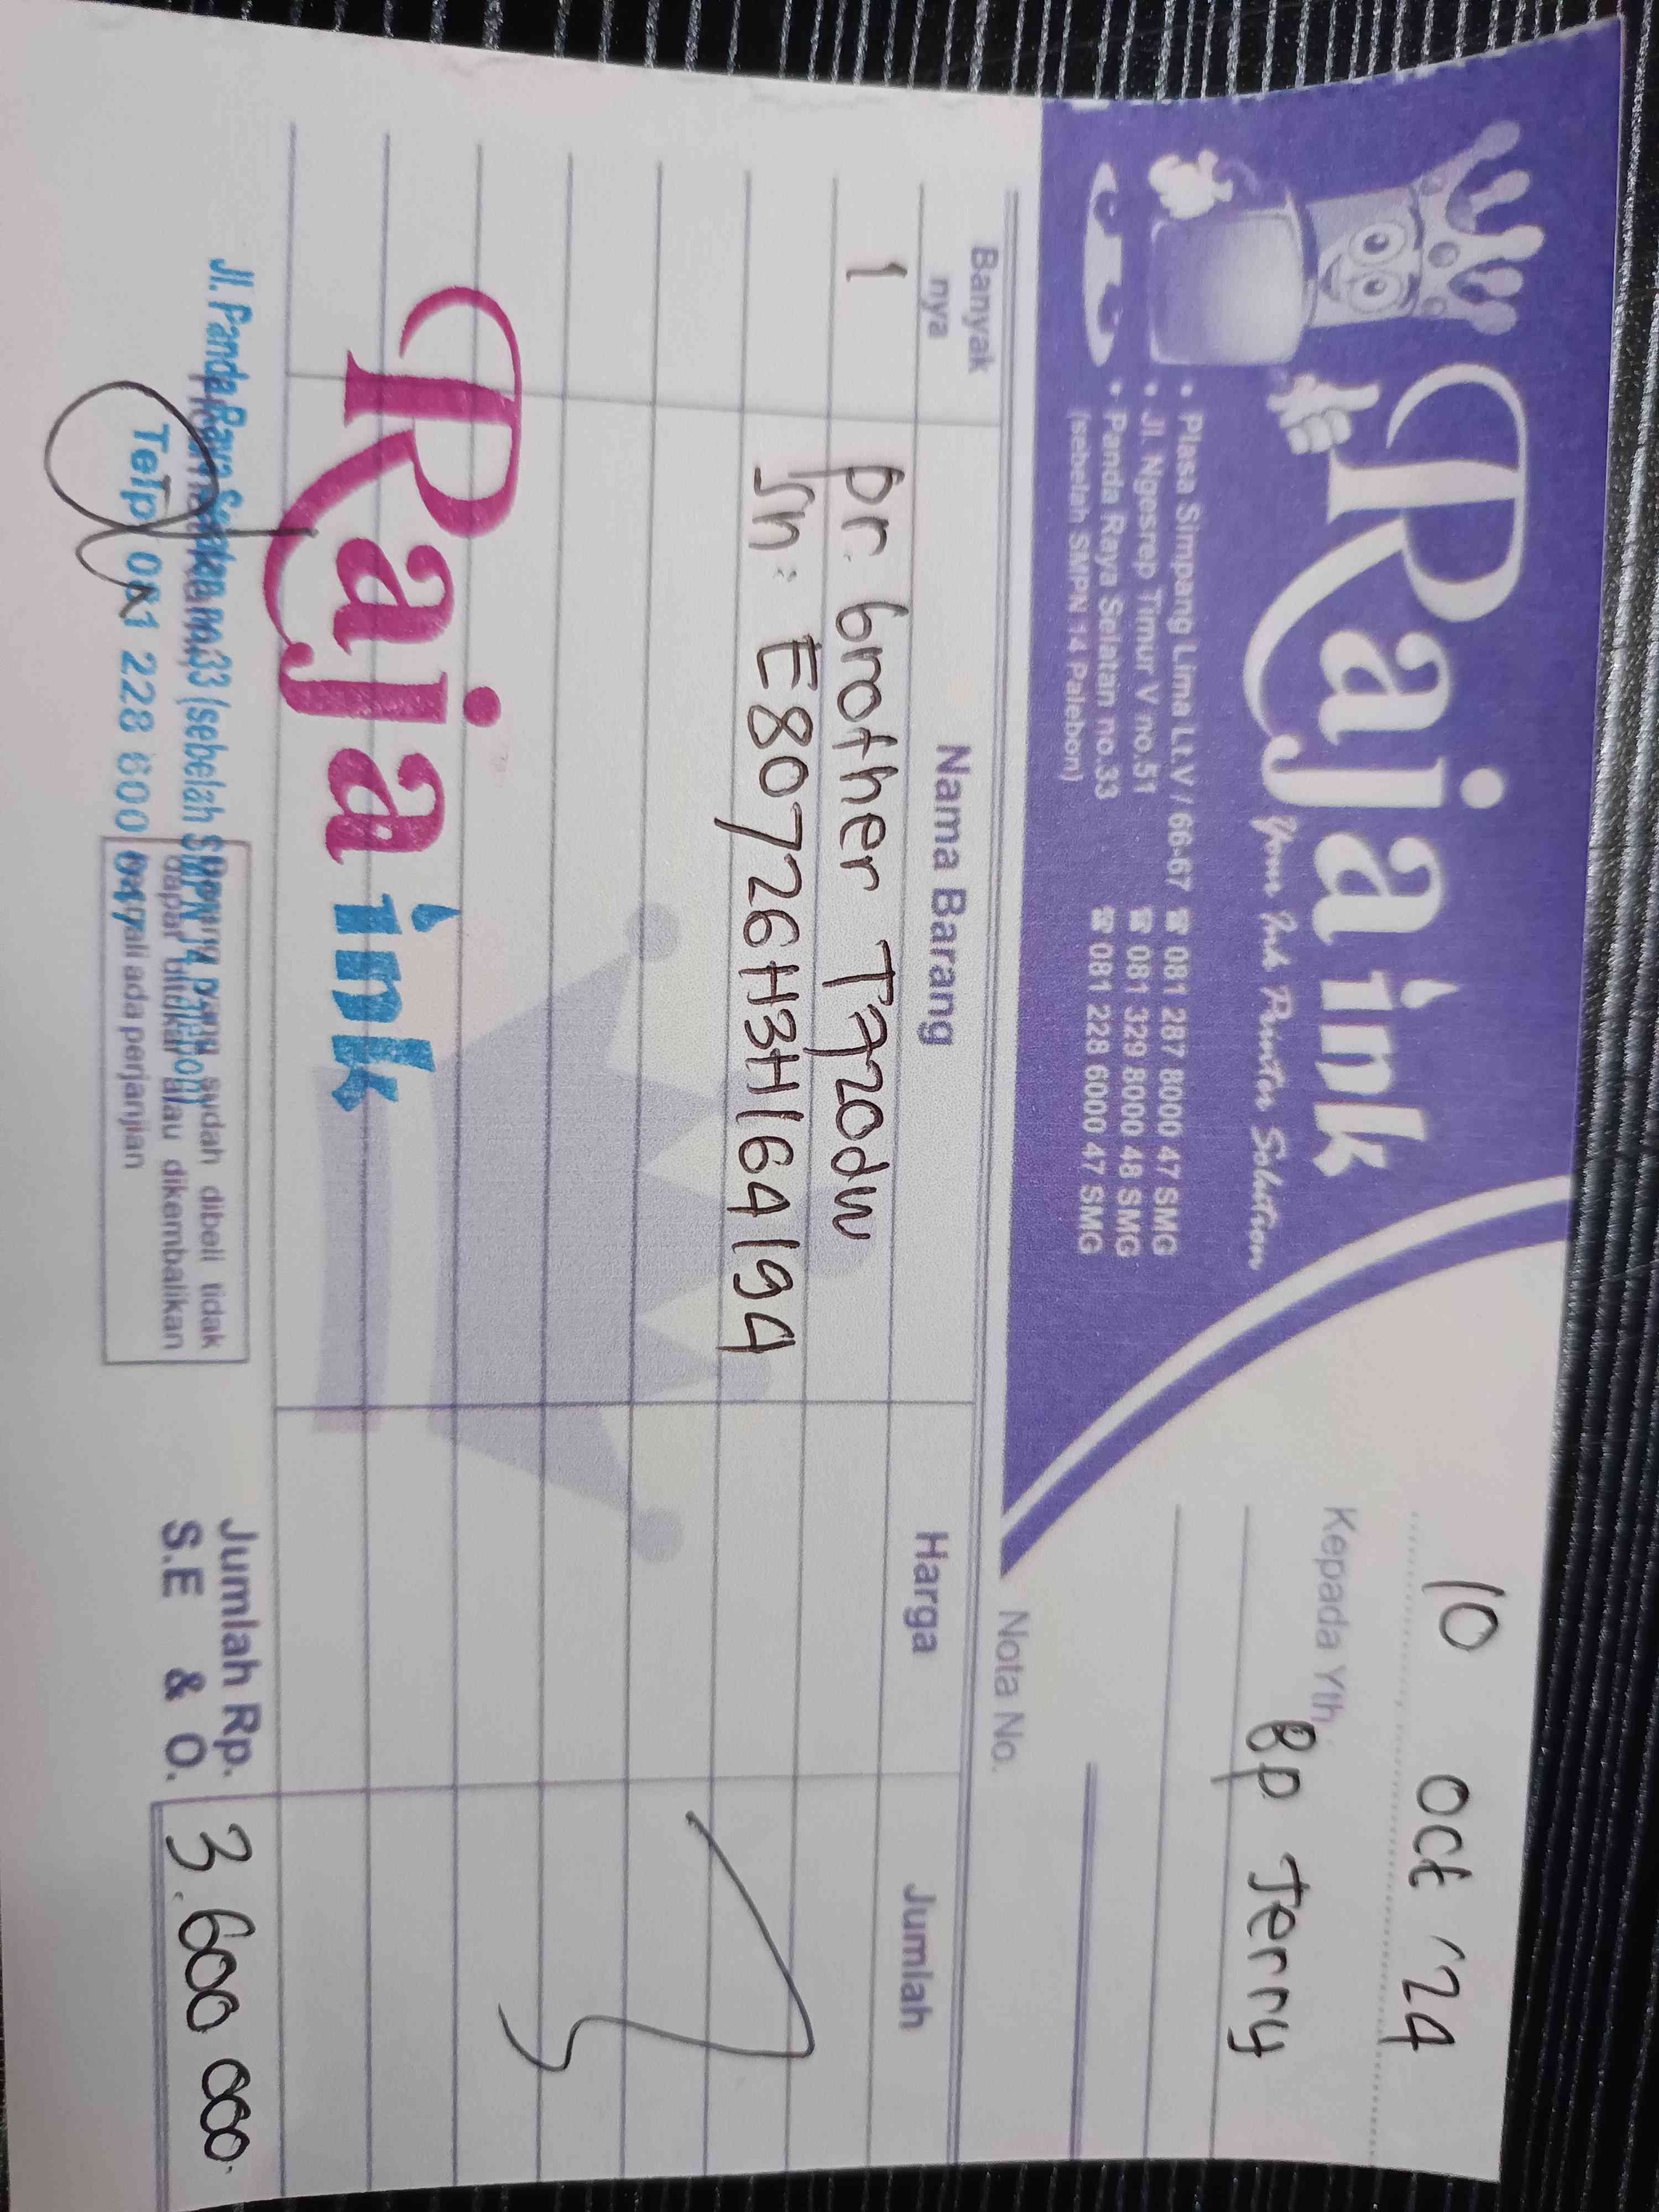 Raja ink
Your Ink Printer Solution
• Plasa Simpang Lima Lt.V / 66-67 ☎ 081 287 8000 47 SMG
• Jl. Ngesrep Timur V no.51 ☎ 081 329 8000 48 SMG
• Panda Raya Selatan no.33 ☎ 081 228 6000 47 SMG
(sebelah SMPN 14 Palebon)
10 Oct '24
Kepada Yth.
Bp Jerry
Nota No.
Banyak nya Nama Barang Harga Jumlah
1 pr. brother T720dw
Sn: E80726H3H164194
Raja ink
Jl. Panda Raya Selatan no.33 (sebelah SMPN 14 Palebon)
Telp 081 228 600 047
sudah dibeli tidak
dapat ditukar atau dikembalikan
kecuali ada perjanjian
Jumlah Rp. 3.600 000.
S.E & O.